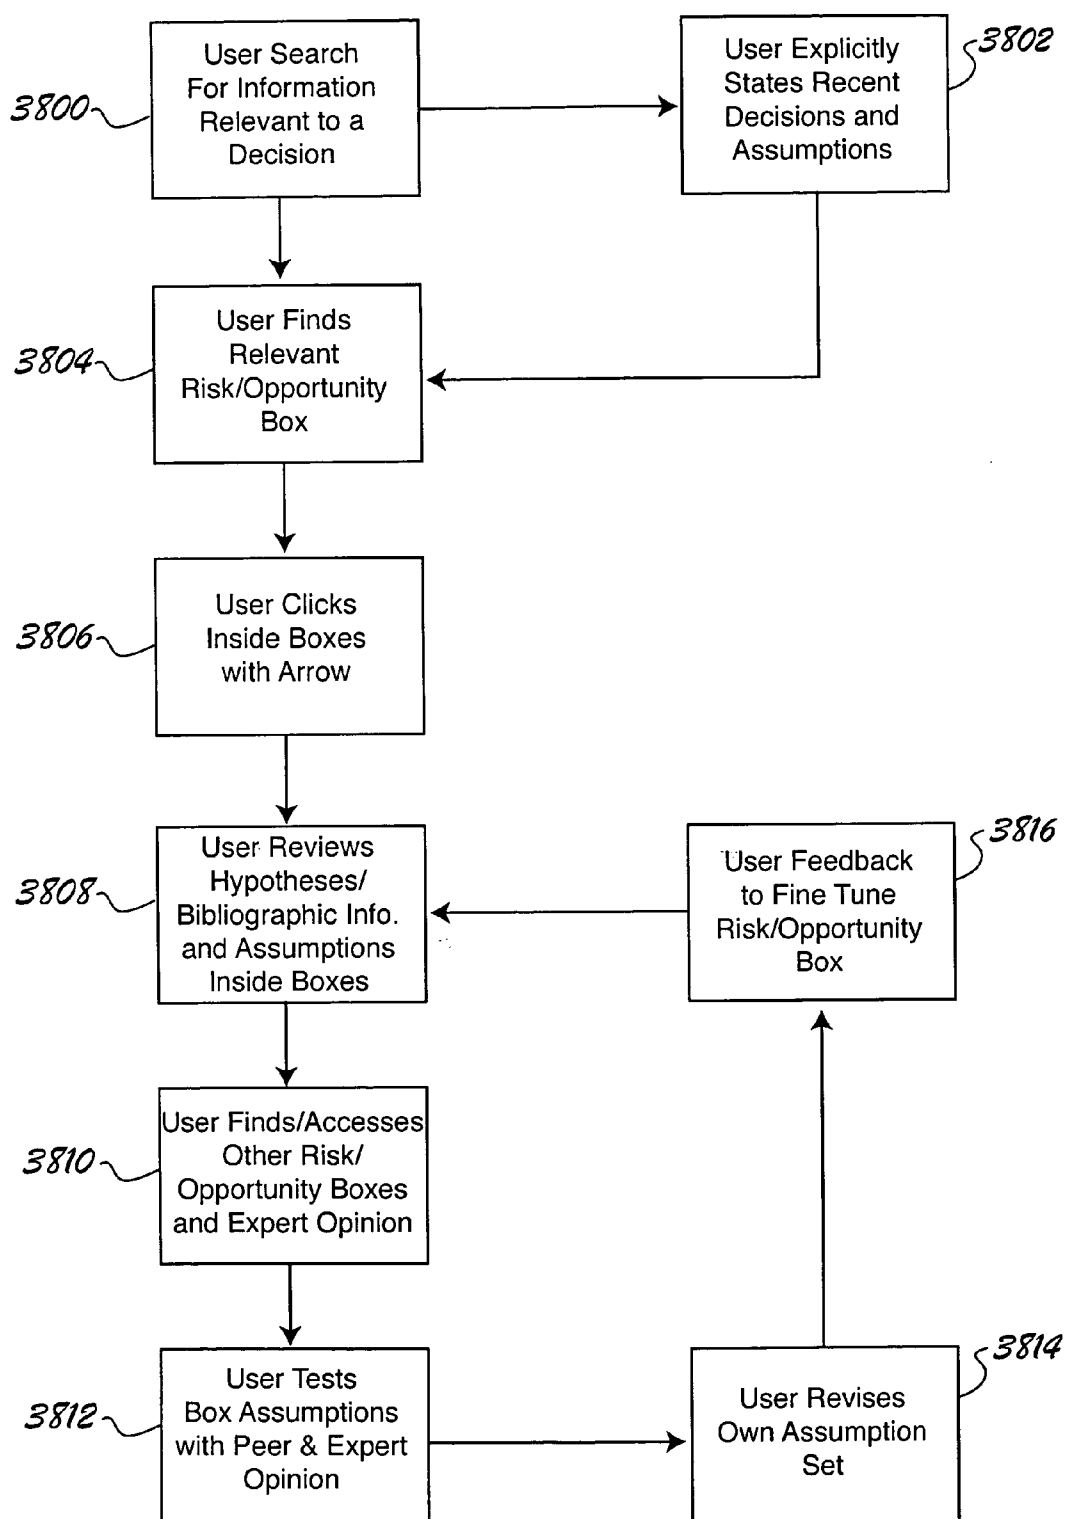 3800
User Search
For Information
Relevant to a
Decision
3802
User Explicitly
States Recent
Decisions and
Assumptions
3804
User Finds
Relevant
Risk/Opportunity
Box
3806
User Clicks
Inside Boxes
with Arrow
3808
User Reviews
Hypotheses/
Bibliographic Info.
and Assumptions
Inside Boxes
3816
User Feedback
to Fine Tune
Risk/Opportunity
Box
3810
User Finds/Accesses
Other Risk/
Opportunity Boxes
and Expert Opinion
3812
User Tests
Box Assumptions
with Peer & Expert
Opinion
3814
User Revises
Own Assumption
Set